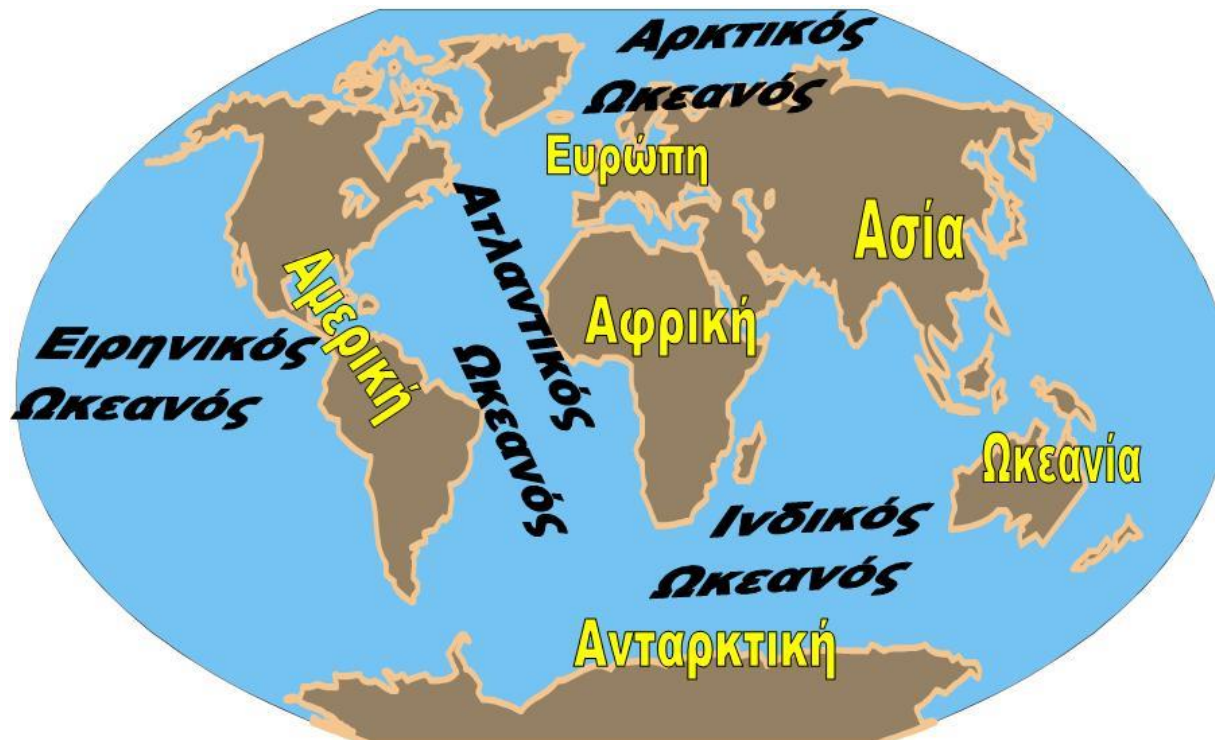 Αρκτικός
Ωκεανός
Ευρώπη
Ατλαντικός
Ωκεανός
Ασία
Αμερική
Αφρική
Ειρηνικός
Ωκεανός
Ωκεανία
Ινδικός
Ωκεανός
Ανταρκτική